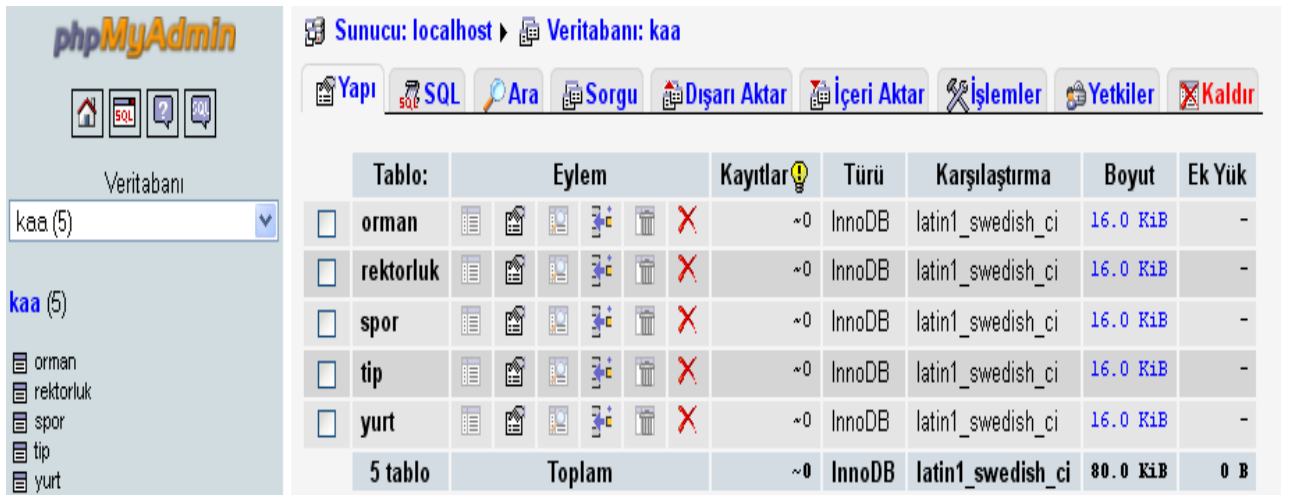 phpMyAdmin
Veritabanı
kaa (5)
kaa (5)
orman
rektorluk
spor
tip
yurt
Sunucu: localhost Veritabanı: kaa
Yapı SQL Ara Sorgu Dışarı Aktar İçeri Aktar İşlemler Yetkiler Kaldır
Tablo: Eylem Kayıtlar Türü Karşılaştırma Boyut Ek Yük
orman ~0 InnoDB latin1_swedish_ci 16.0 KiB -
rektorluk ~0 InnoDB latin1_swedish_ci 16.0 KiB -
spor ~0 InnoDB latin1_swedish_ci 16.0 KiB -
tip ~0 InnoDB latin1_swedish_ci 16.0 KiB -
yurt ~0 InnoDB latin1_swedish_ci 16.0 KiB -
5 tablo Toplam ~0 InnoDB latin1_swedish_ci 80.0 KiB 0 B